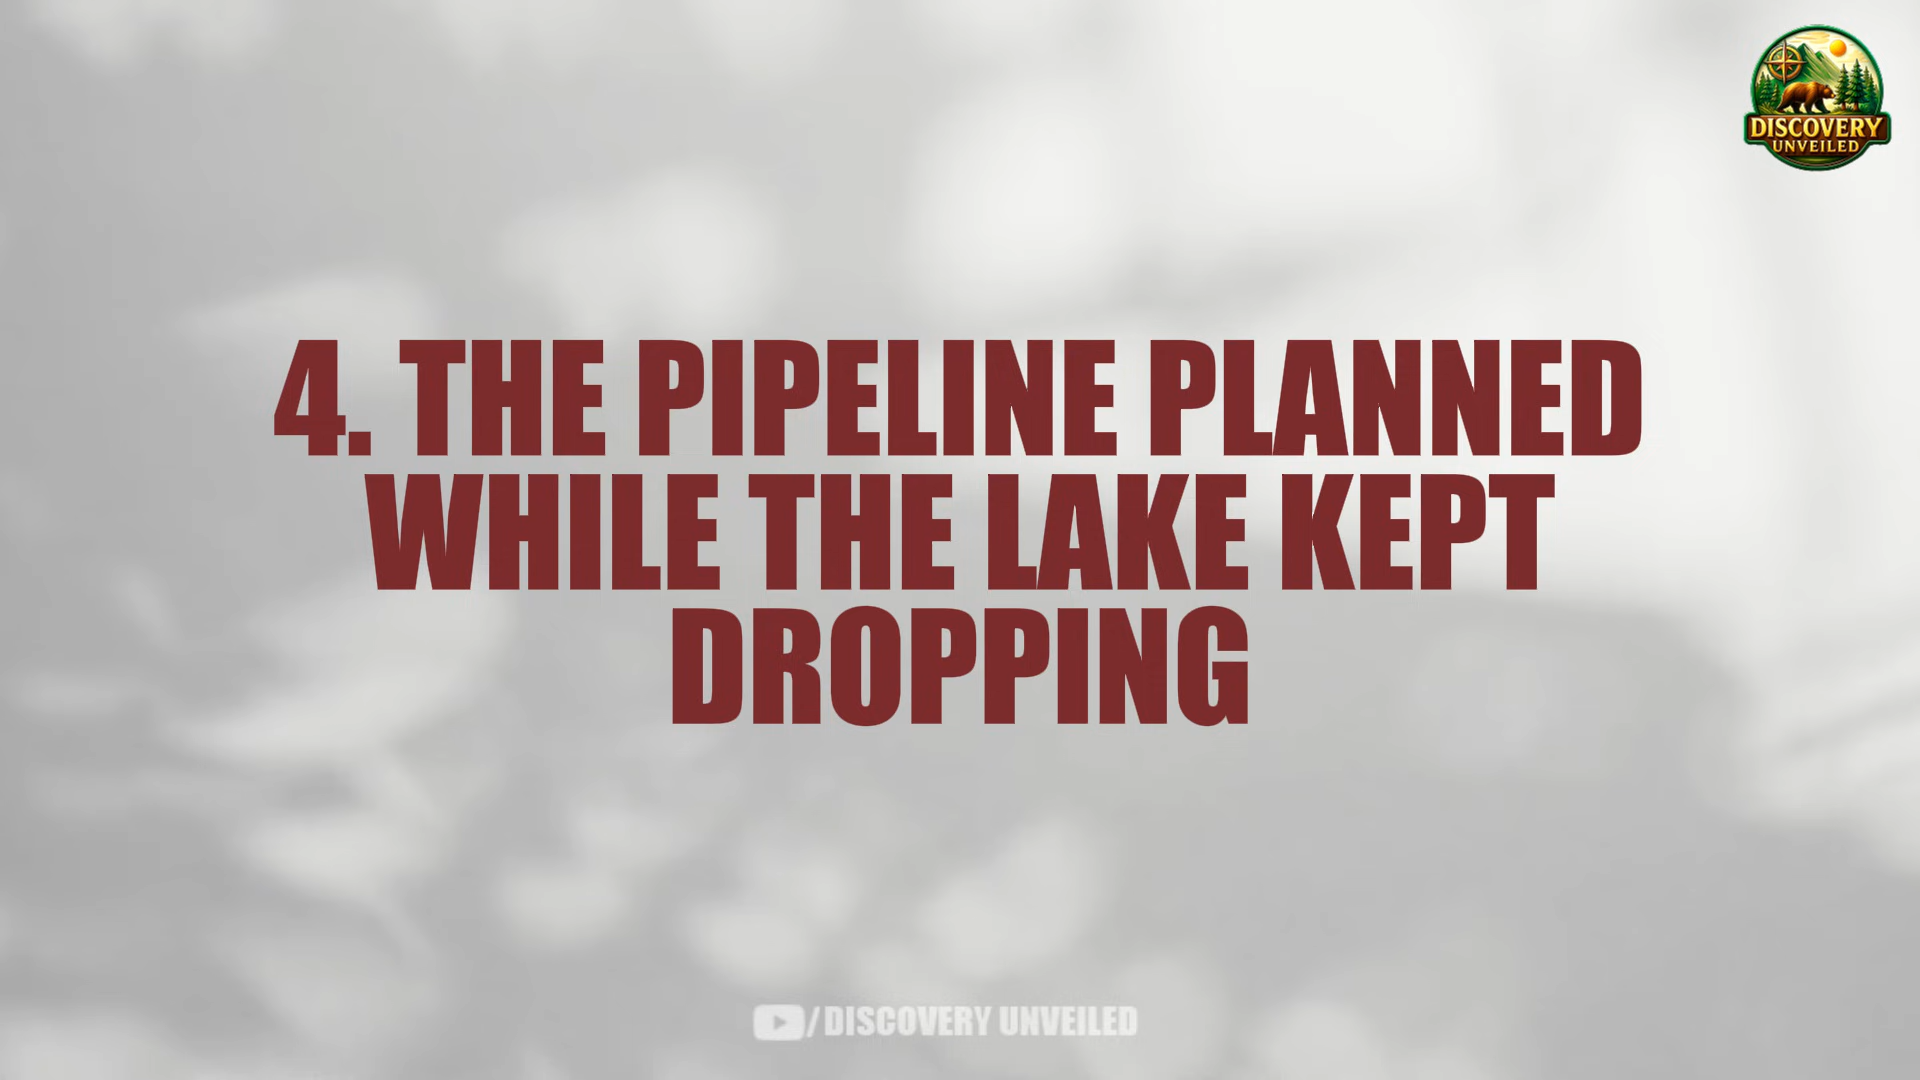 DISCOVERY
UNVEILED
4. THE PIPELINE PLANNED
WHILE THE LAKE KEPT
DROPPING
/DISCOVERY UNVEILED